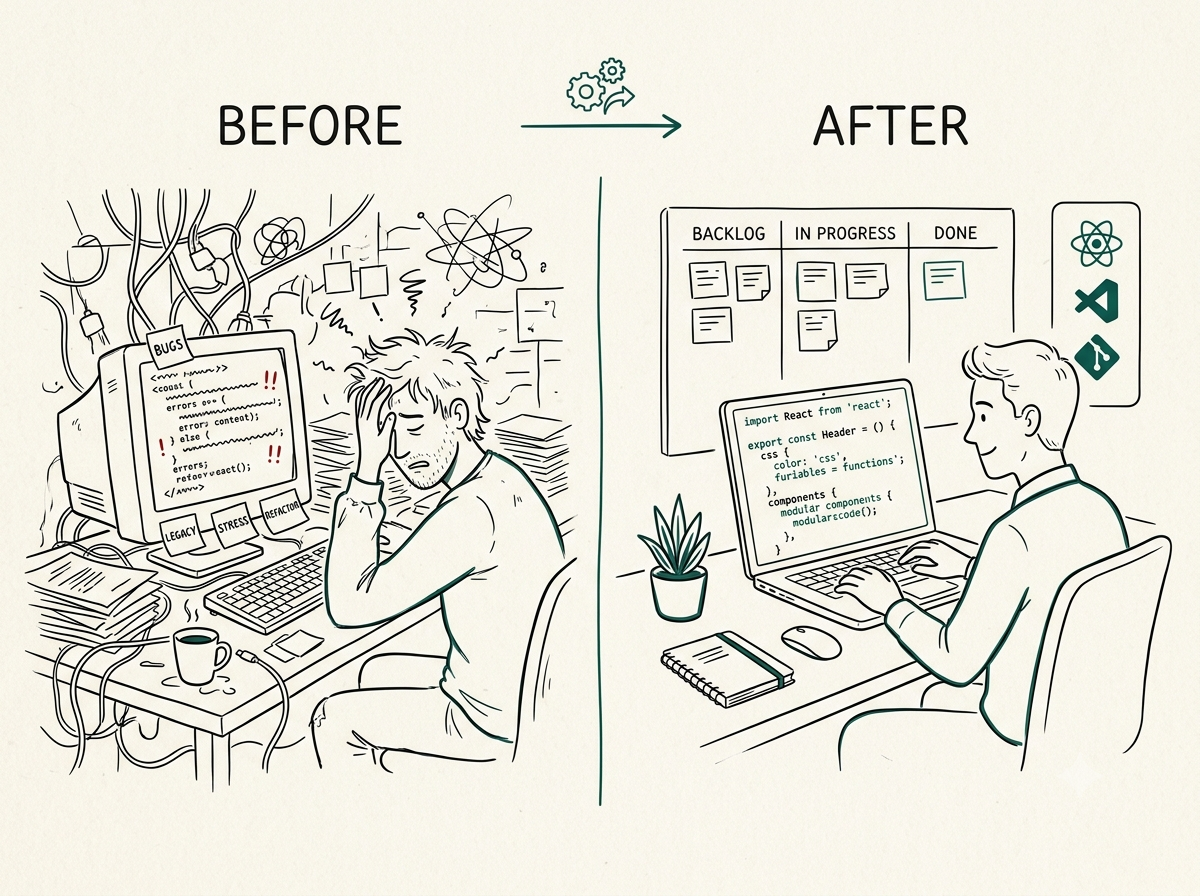 BEFORE
AFTER
BUGS
<const {
errors
error; content);
} else {
}
errors;
LEGACY
STRESS
REFACTOR
BACKLOG
IN PROGRESS
DONE
import React from 'react';
export const Header = () {
css {
color: 'css',
furiables = functions';
),
components {
modular components {
modularscode();
},
}